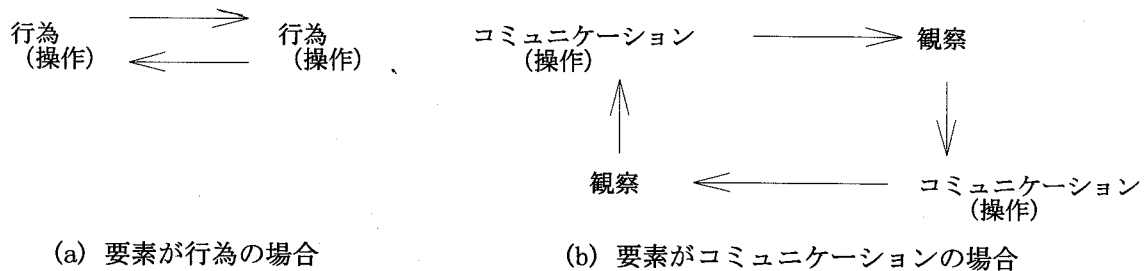 行為
(操作)
行為
(操作)
コミュニケーション
(操作)
観察
観察
コミュニケーション
(操作)
(a) 要素が行為の場合
(b) 要素がコミュニケーションの場合